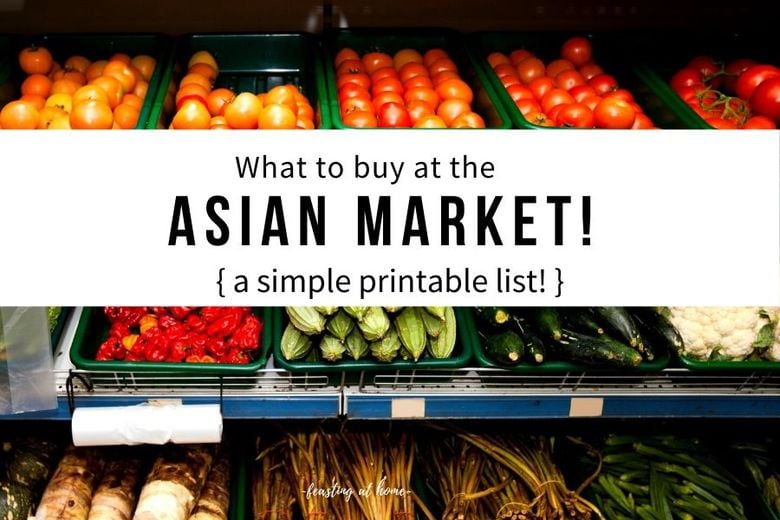 What to buy at the
ASIAN MARKET!
{ a simple printable list! }
-feasting at home-